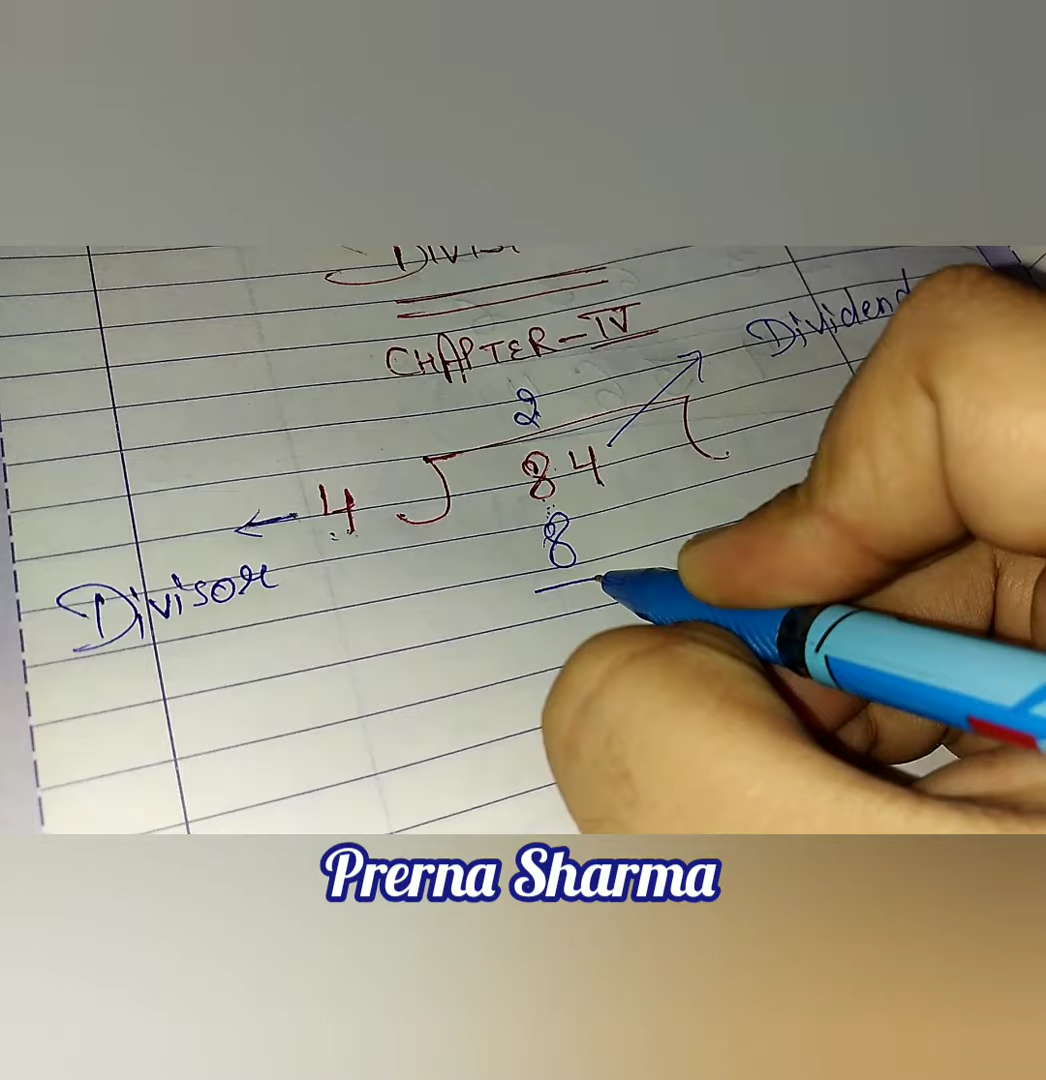 CHAPTER-IV
Dividend
2
4 84
8
Divisor
Prerna Sharma